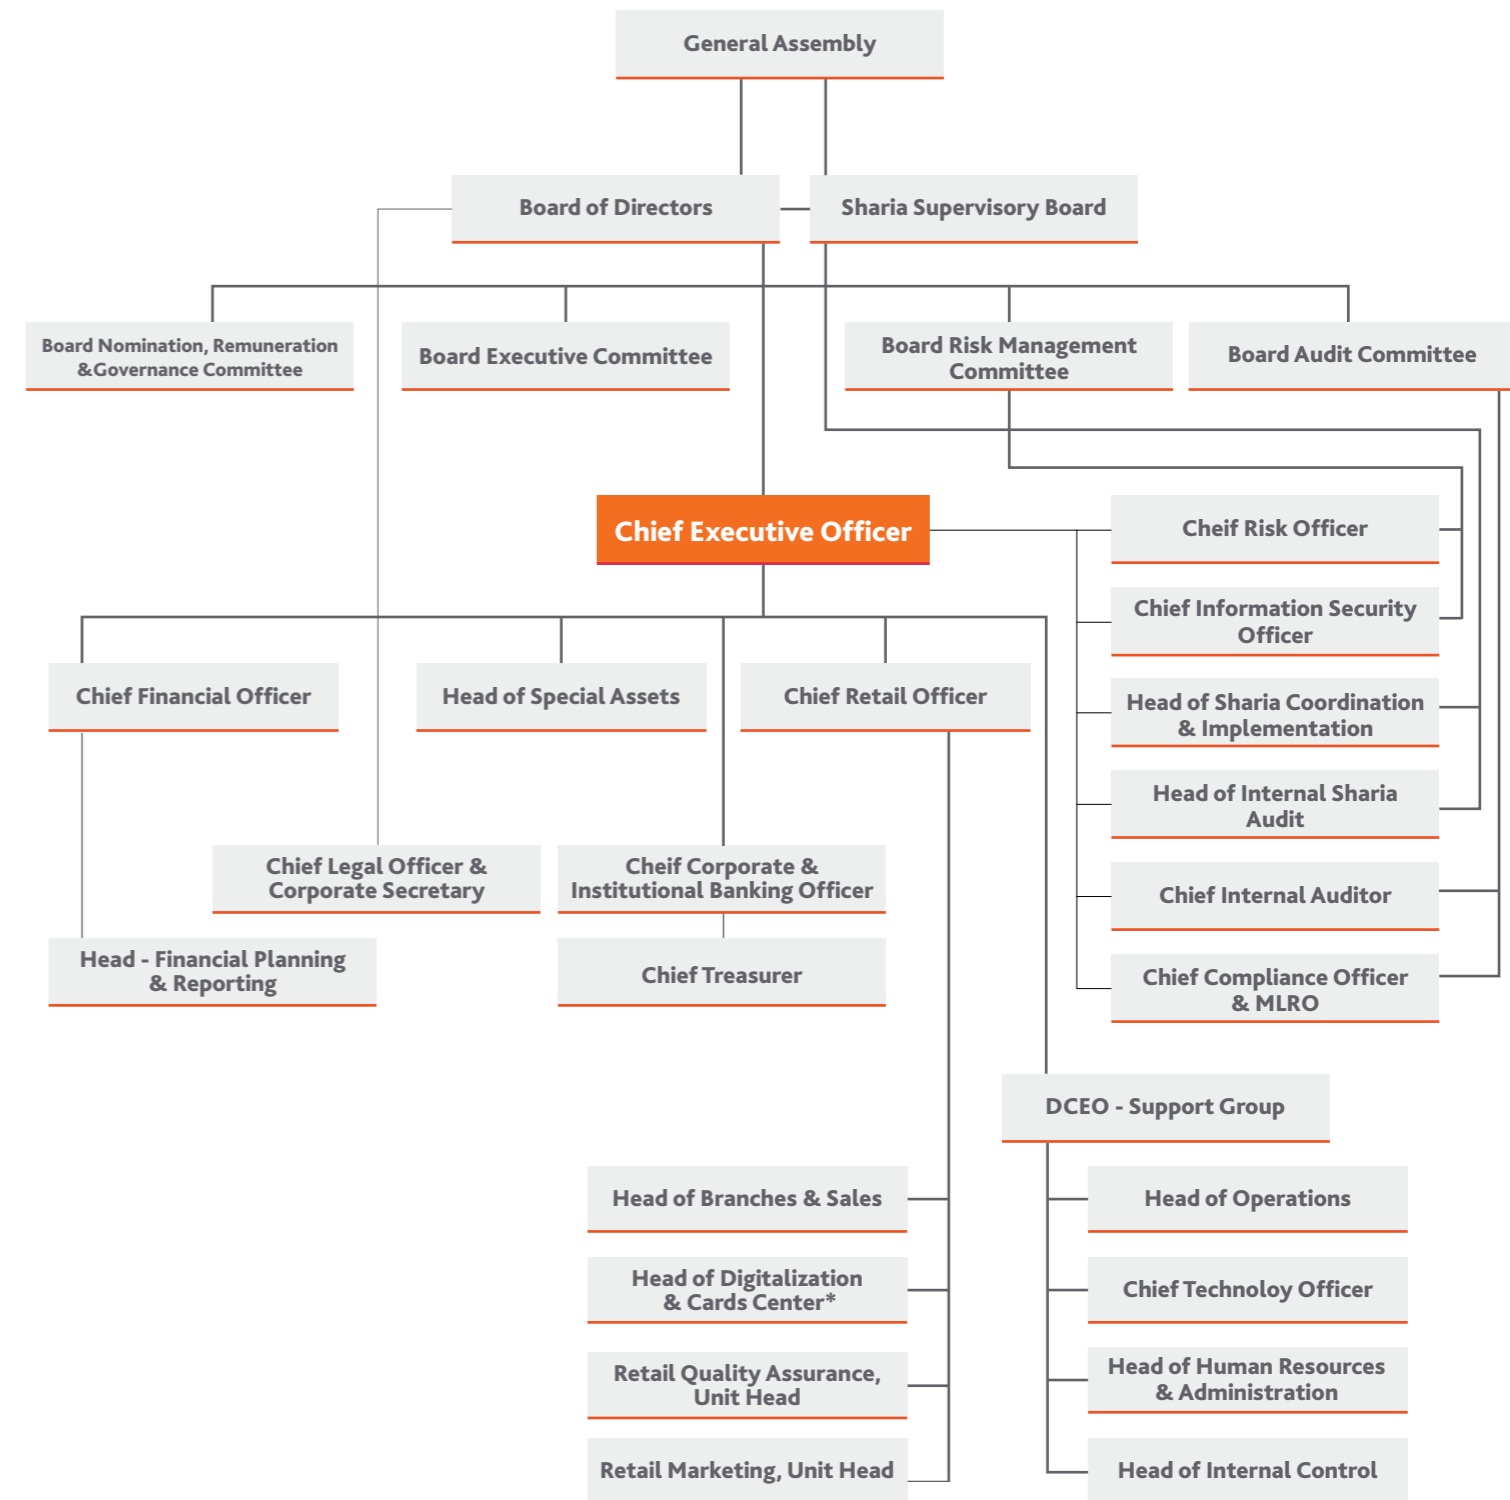 General Assembly
Board of Directors
Sharia Supervisory Board
Board Nomination, Remuneration
&Governance Committee
Board Executive Committee
Board Risk Management
Committee
Board Audit Committee
Chief Executive Officer
Cheif Risk Officer
Chief Information Security
Officer
Head of Sharia Coordination
& Implementation
Head of Internal Sharia
Audit
Chief Internal Auditor
Chief Compliance Officer
& MLRO
Chief Financial Officer
Head of Special Assets
Chief Retail Officer
Chief Legal Officer &
Corporate Secretary
Cheif Corporate &
Institutional Banking Officer
Head - Financial Planning
& Reporting
Chief Treasurer
DCEO - Support Group
Head of Branches & Sales
Head of Digitalization
& Cards Center*
Retail Quality Assurance,
Unit Head
Retail Marketing, Unit Head
Head of Operations
Chief Technoloy Officer
Head of Human Resources
& Administration
Head of Internal Control